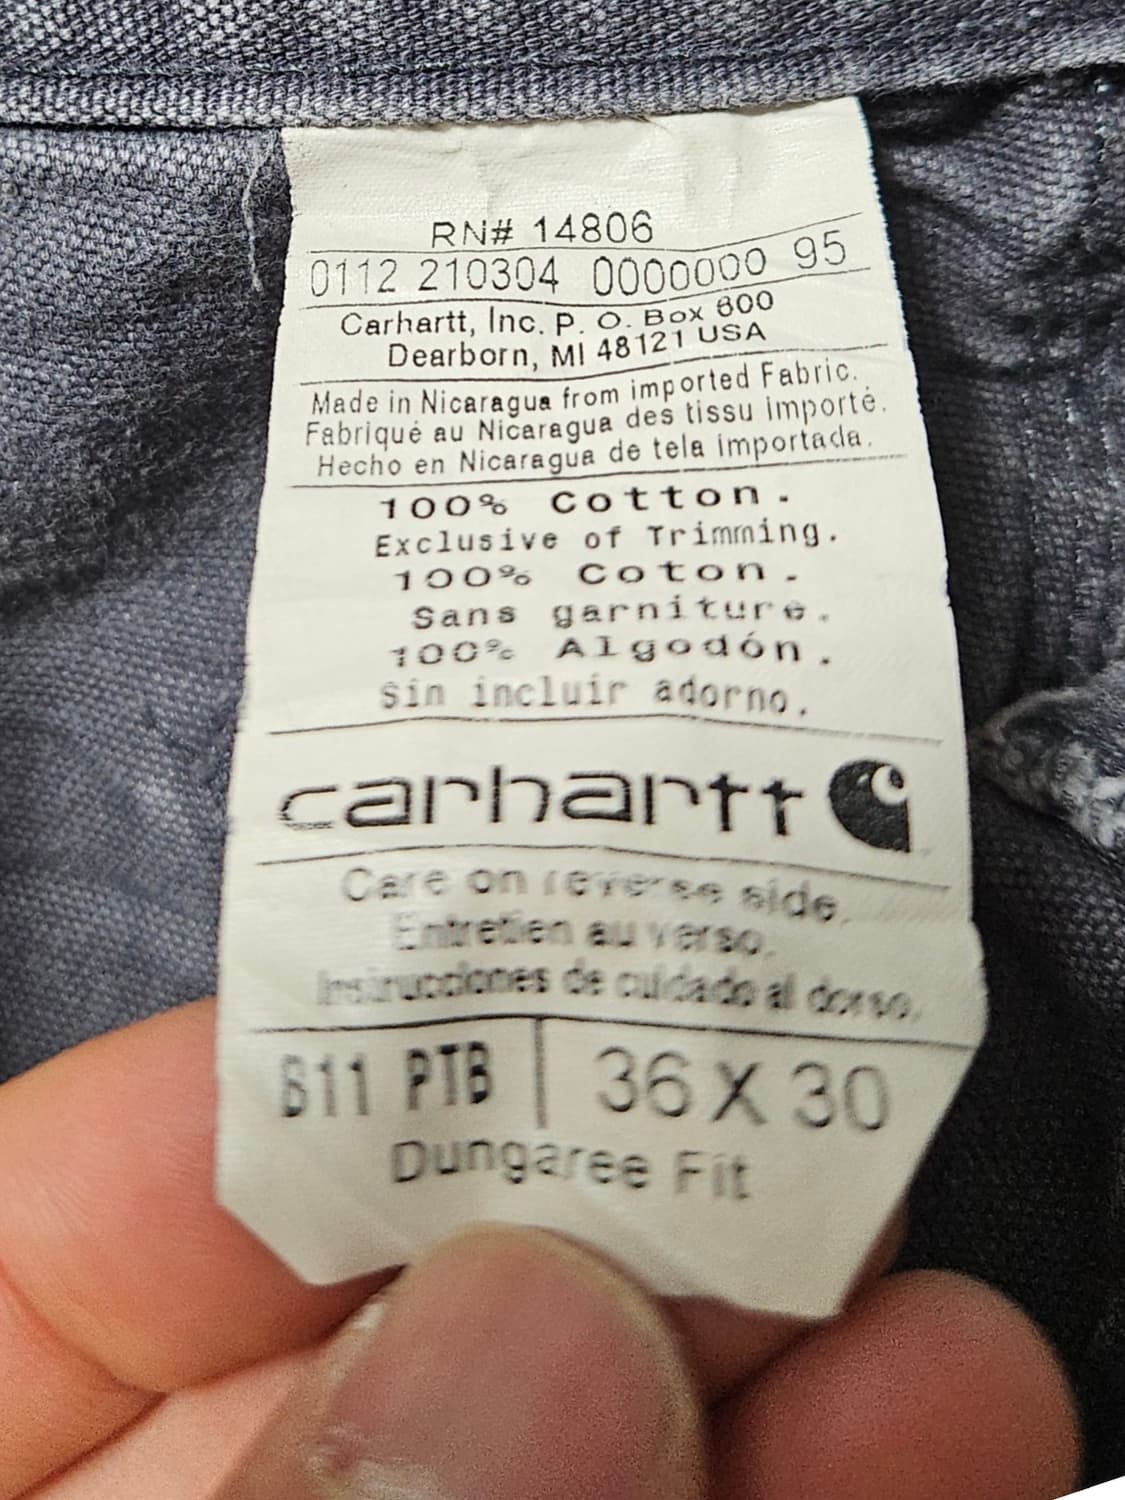 RN# 14806
0112 210304 0000000 95
Carhartt, Inc. P. O. Box 600
Dearborn, MI 48121 USA
Made in Nicaragua from imported Fabric.
Fabriqué au Nicaragua des tissu importé.
Hecho en Nicaragua de tela importada.
100% Cotton.
Exclusive of Trimming.
100% Coton.
Sans garniture.
100% Algodón.
Sin incluir adorno.
carhartt
Care on reverse side.
Entretien au verso.
Instrucciones de cuidado al dorso.
B11 PTB 36 X 30
Dungaree Fit